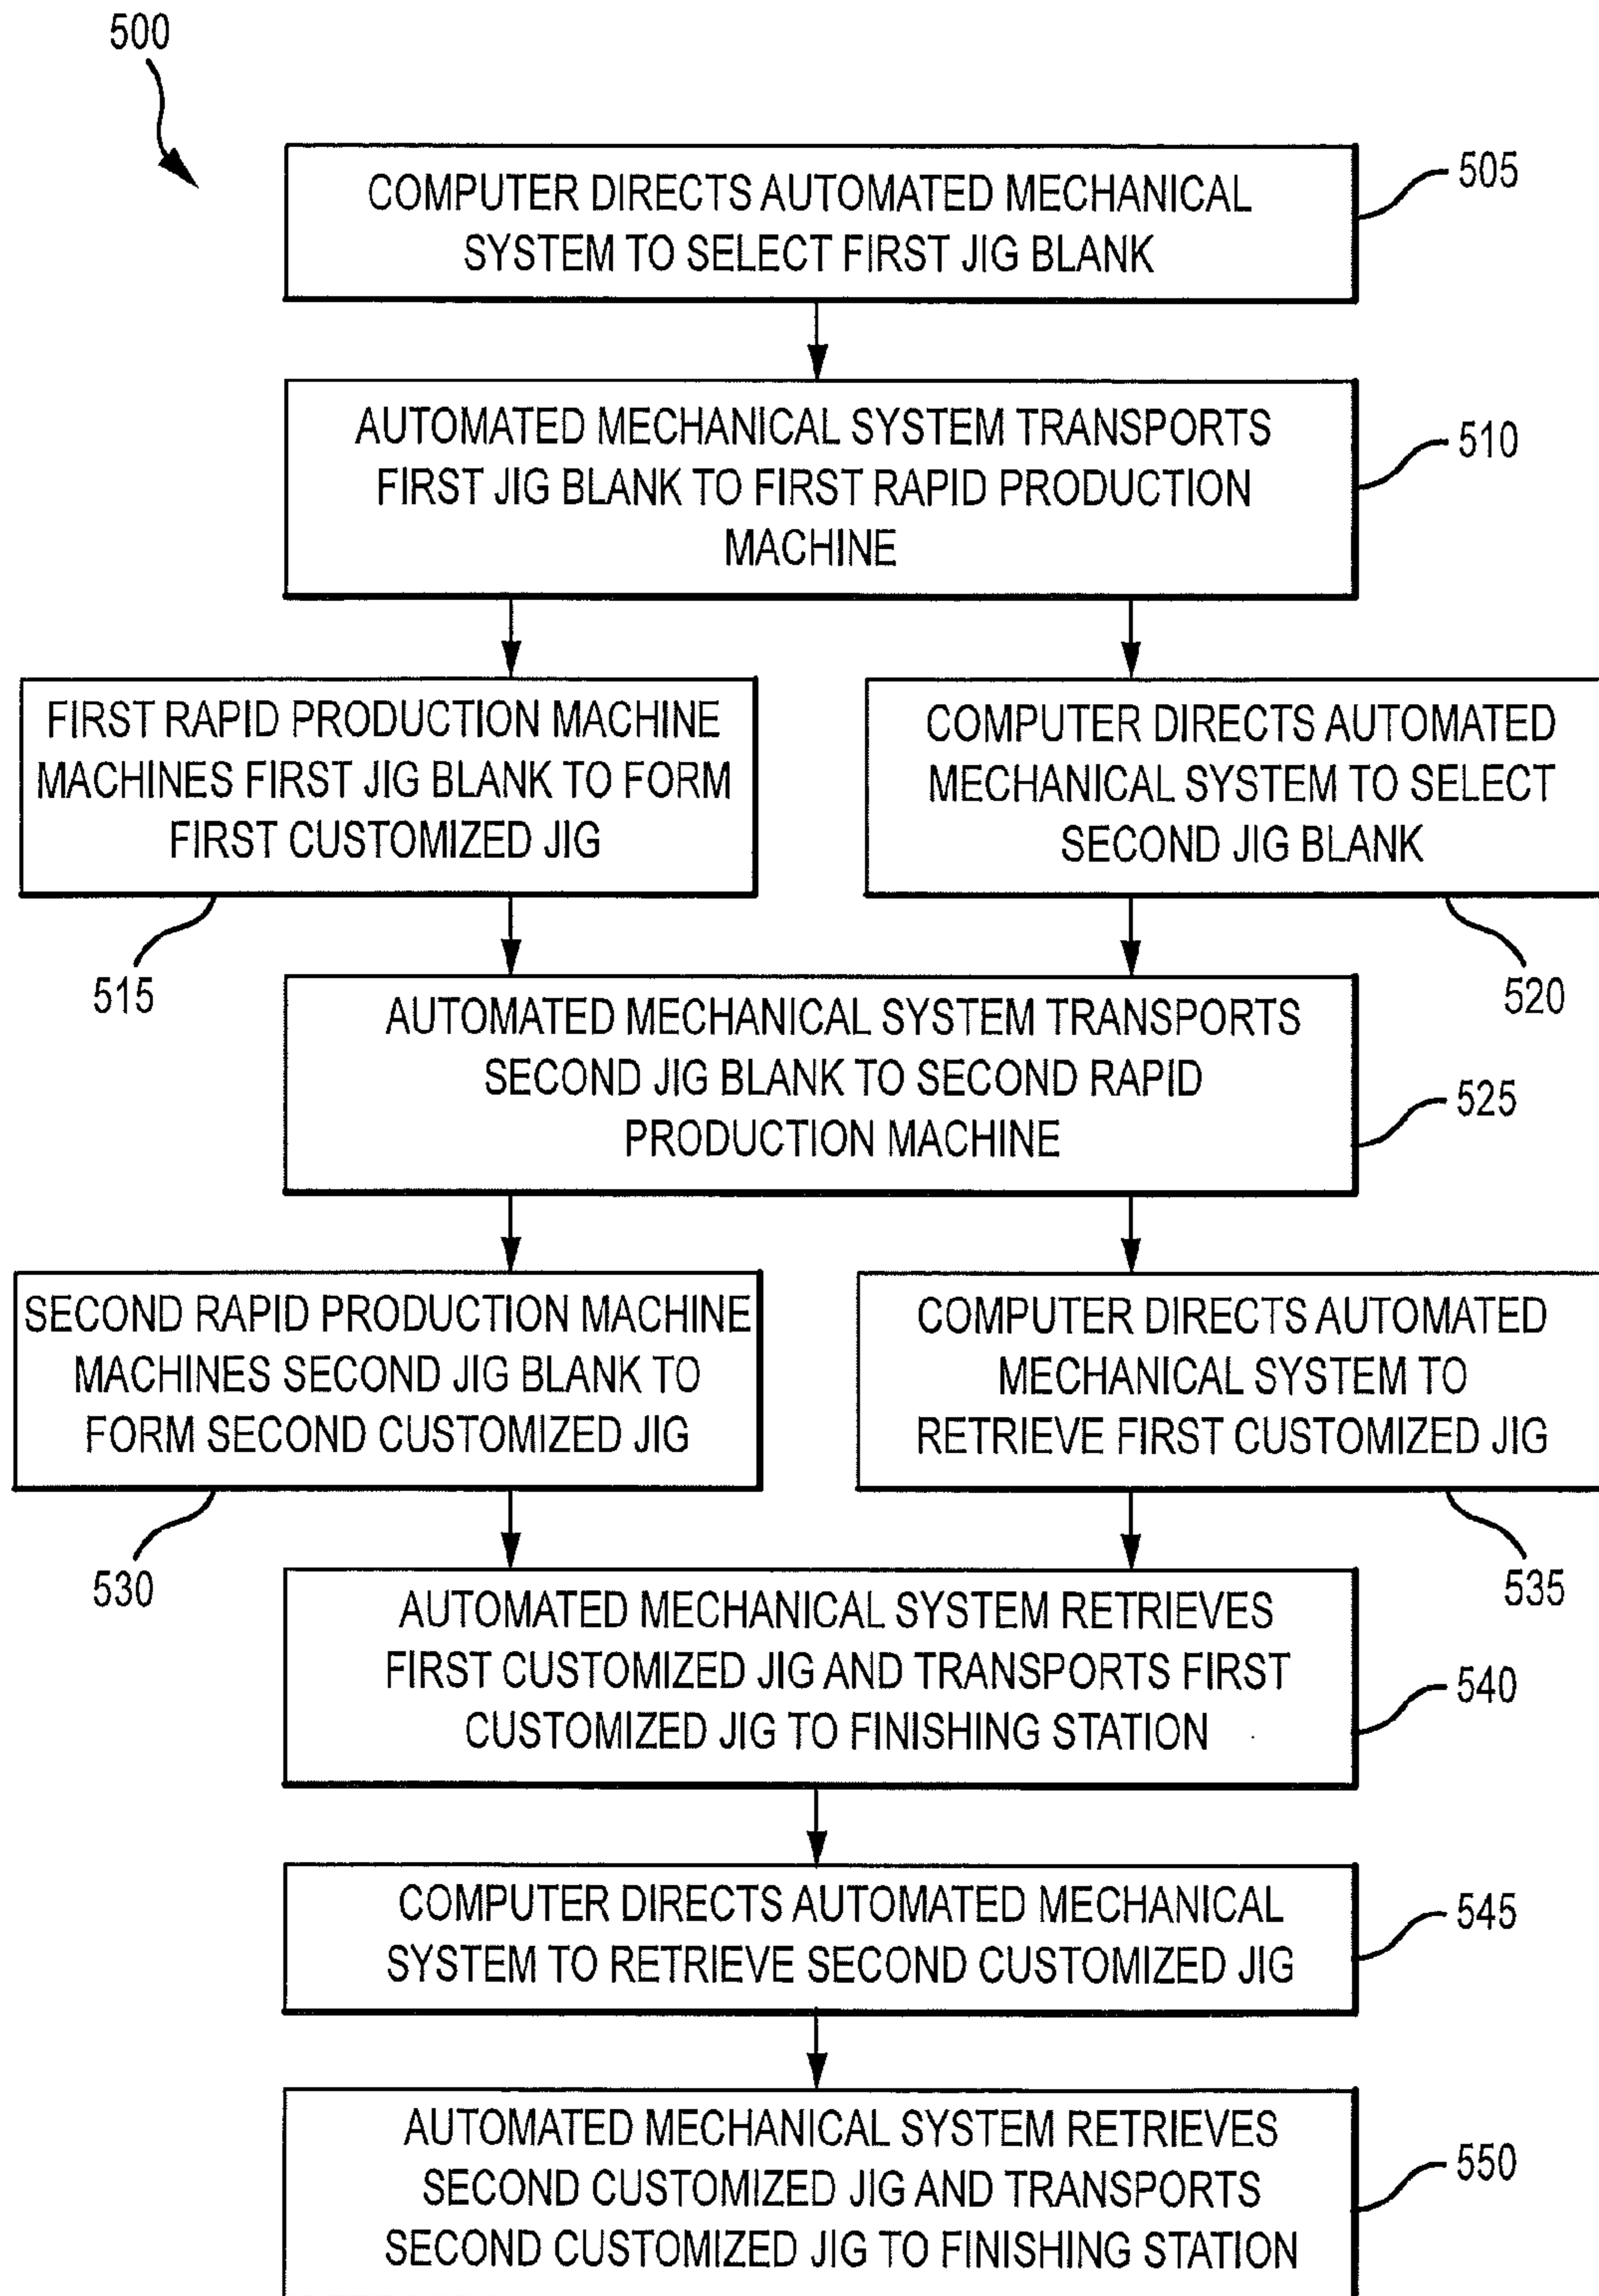 500
COMPUTER DIRECTS AUTOMATED MECHANICAL
SYSTEM TO SELECT FIRST JIG BLANK
505
AUTOMATED MECHANICAL SYSTEM TRANSPORTS
FIRST JIG BLANK TO FIRST RAPID PRODUCTION
MACHINE
510
FIRST RAPID PRODUCTION MACHINE
MACHINES FIRST JIG BLANK TO FORM
FIRST CUSTOMIZED JIG
515
COMPUTER DIRECTS AUTOMATED
MECHANICAL SYSTEM TO SELECT
SECOND JIG BLANK
520
AUTOMATED MECHANICAL SYSTEM TRANSPORTS
SECOND JIG BLANK TO SECOND RAPID
PRODUCTION MACHINE
525
SECOND RAPID PRODUCTION MACHINE
MACHINES SECOND JIG BLANK TO
FORM SECOND CUSTOMIZED JIG
530
COMPUTER DIRECTS AUTOMATED
MECHANICAL SYSTEM TO
RETRIEVE FIRST CUSTOMIZED JIG
535
AUTOMATED MECHANICAL SYSTEM RETRIEVES
FIRST CUSTOMIZED JIG AND TRANSPORTS FIRST
CUSTOMIZED JIG TO FINISHING STATION
540
COMPUTER DIRECTS AUTOMATED MECHANICAL
SYSTEM TO RETRIEVE SECOND CUSTOMIZED JIG
545
AUTOMATED MECHANICAL SYSTEM RETRIEVES
SECOND CUSTOMIZED JIG AND TRANSPORTS
SECOND CUSTOMIZED JIG TO FINISHING STATION
550